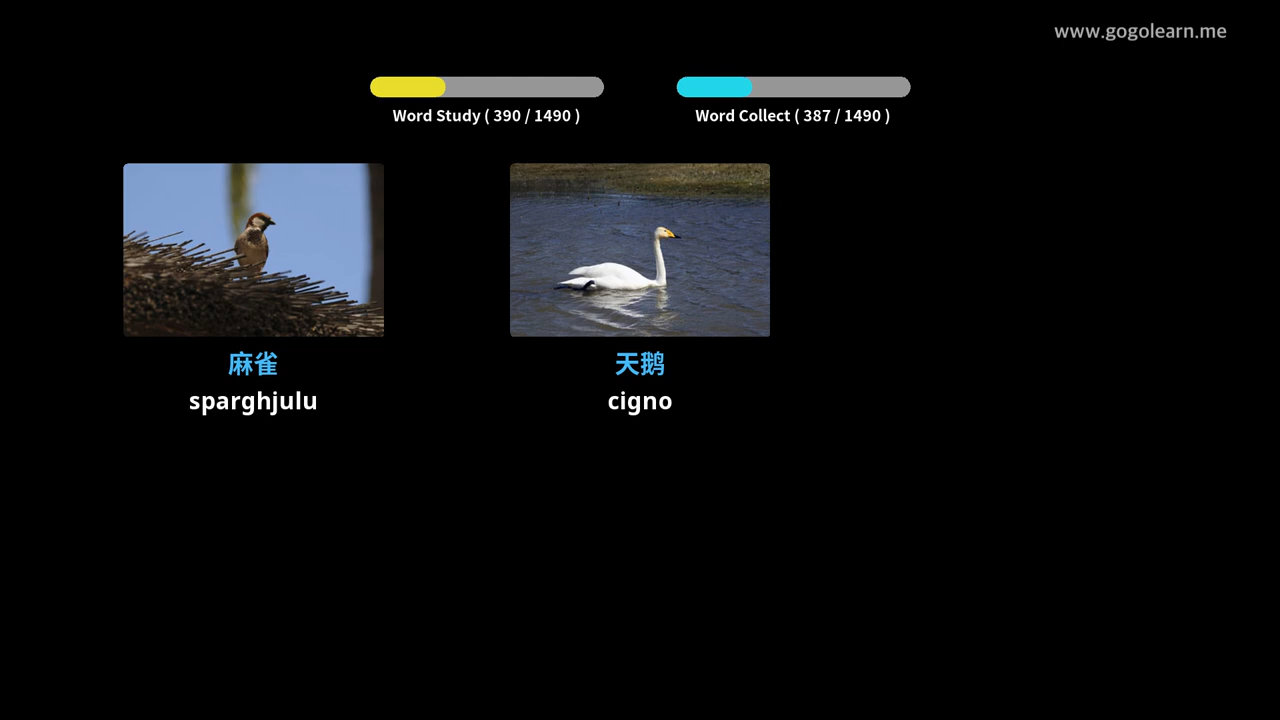 www.gogolearn.me
Word Study ( 390 / 1490 )
Word Collect ( 387 / 1490 )
麻雀
sparghjulu
天鹅
cigno